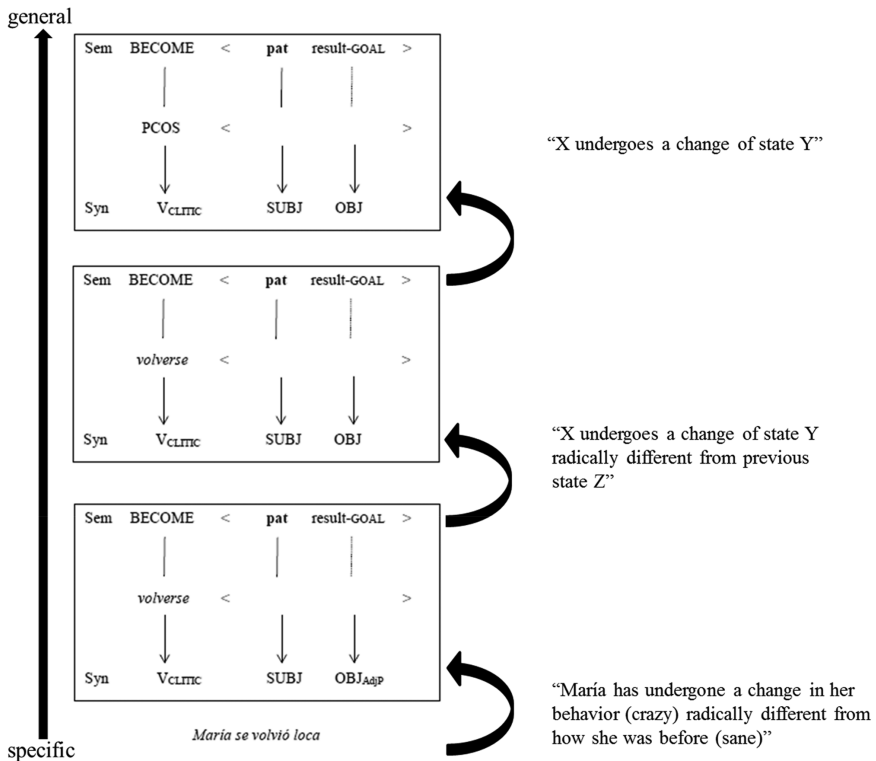 general
Sem BECOME < pat result-GOAL >
PCOS < >
Syn VCLITIC SUBJ OBJ
“X undergoes a change of state Y”
Sem BECOME < pat result-GOAL >
volverse < >
Syn VCLITIC SUBJ OBJ
“X undergoes a change of state Y
radically different from previous
state Z”
Sem BECOME < pat result-GOAL >
volverse < >
Syn VCLITIC SUBJ OBJAdjP
“María has undergone a change in her
behavior (crazy) radically different from
how she was before (sane)”
María se volvió loca
specific